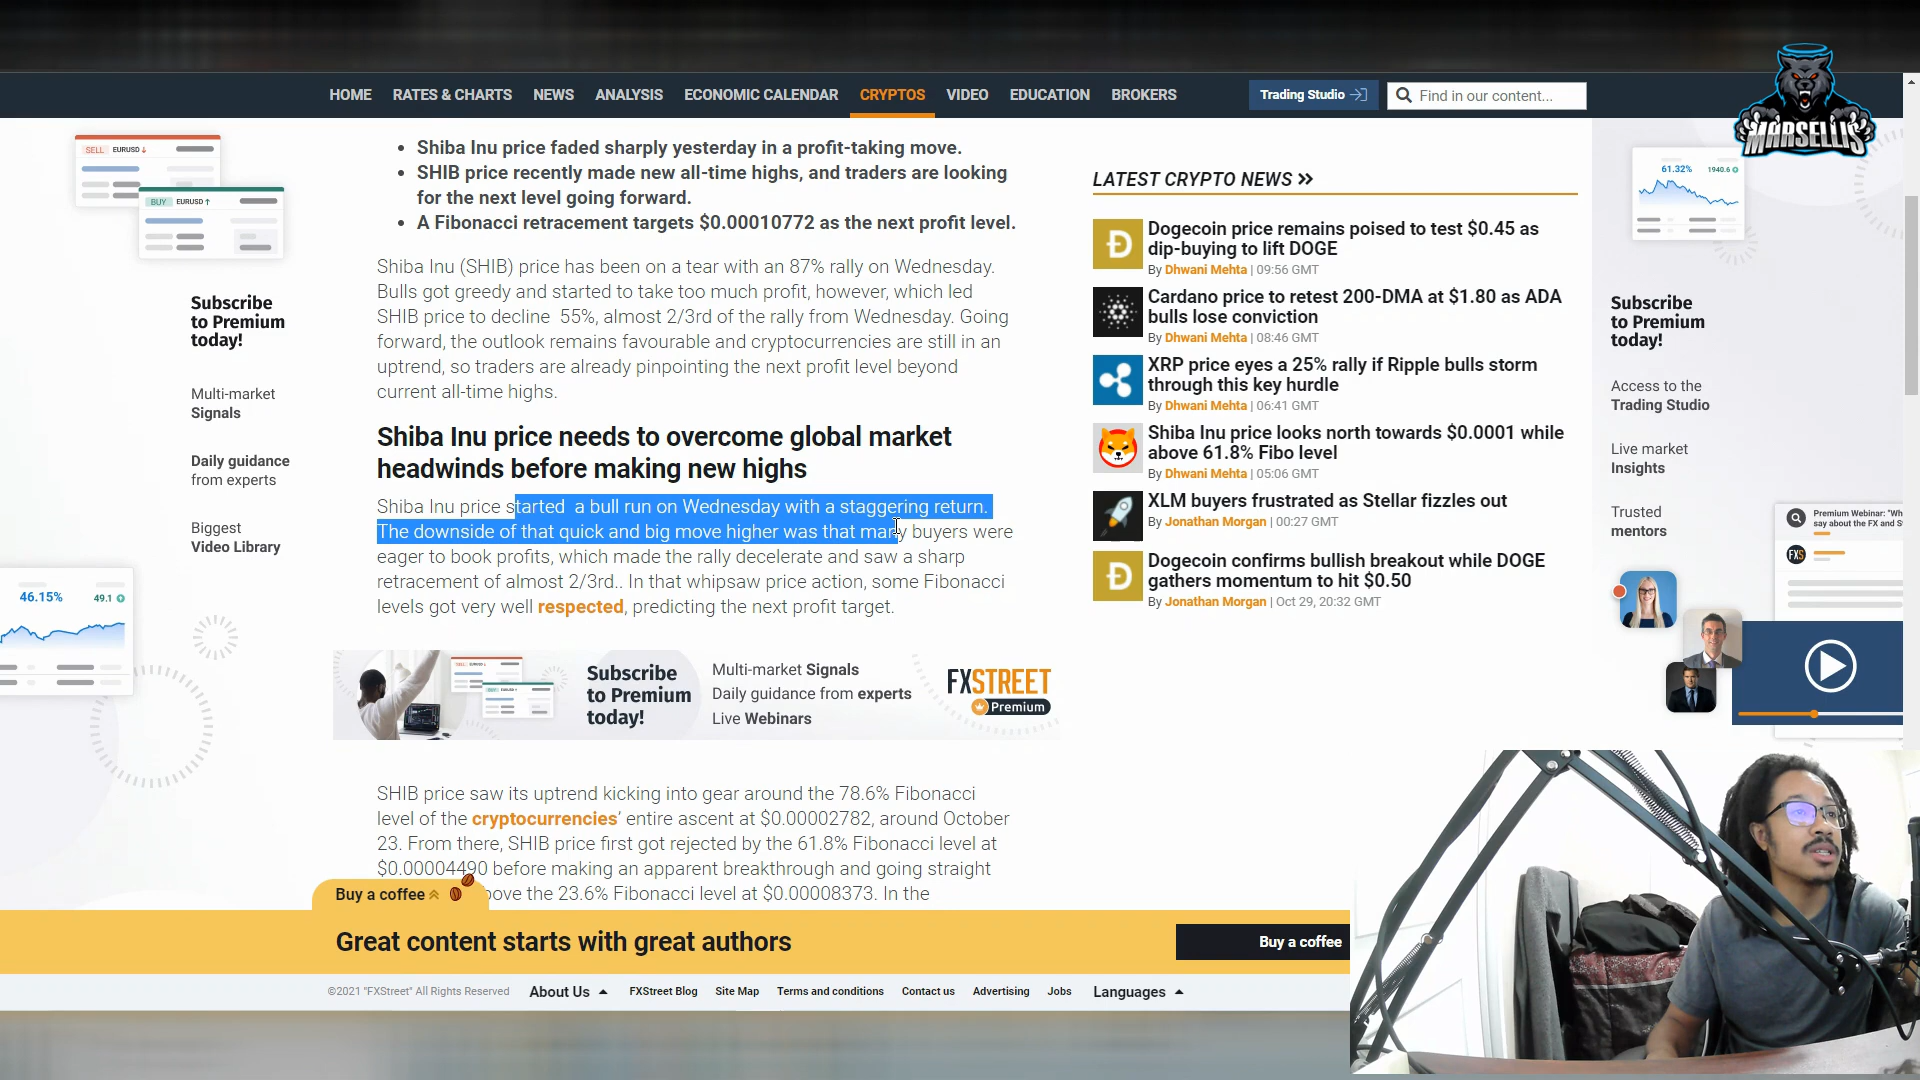 HOME RATES & CHARTS NEWS ANALYSIS ECONOMIC CALENDAR CRYPTOS VIDEO EDUCATION BROKERS Trading Studio Find in our content...
MARSELLIS
SELL EURUSD
BUY EURUSD
Subscribe
to Premium
today!
Multi-market
Signals
Daily guidance
from experts
Biggest
Video Library
46.15% 49.1
• Shiba Inu price faded sharply yesterday in a profit-taking move.
• SHIB price recently made new all-time highs, and traders are looking
for the next level going forward.
• A Fibonacci retracement targets $0.00010772 as the next profit level.
Shiba Inu (SHIB) price has been on a tear with an 87% rally on Wednesday.
Bulls got greedy and started to take too much profit, however, which led
SHIB price to decline 55%, almost 2/3rd of the rally from Wednesday. Going
forward, the outlook remains favourable and cryptocurrencies are still in an
uptrend, so traders are already pinpointing the next profit level beyond
current all-time highs.
Shiba Inu price needs to overcome global market
headwinds before making new highs
Shiba Inu price started a bull run on Wednesday with a staggering return.
The downside of that quick and big move higher was that many buyers were
eager to book profits, which made the rally decelerate and saw a sharp
retracement of almost 2/3rd.. In that whipsaw price action, some Fibonacci
levels got very well respected, predicting the next profit target.
Subscribe
to Premium
today!
Multi-market Signals
Daily guidance from experts
Live Webinars
FXSTREET
Premium
SHIB price saw its uptrend kicking into gear around the 78.6% Fibonacci
level of the cryptocurrencies' entire ascent at $0.00002782, around October
23. From there, SHIB price first got rejected by the 61.8% Fibonacci level at
$0.00004490 before making an apparent breakthrough and going straight
ove the 23.6% Fibonacci level at $0.00008373. In the
LATEST CRYPTO NEWS >>
Dogecoin price remains poised to test $0.45 as
dip-buying to lift DOGE
By Dhwani Mehta | 09:56 GMT
Cardano price to retest 200-DMA at $1.80 as ADA
bulls lose conviction
By Dhwani Mehta | 08:46 GMT
XRP price eyes a 25% rally if Ripple bulls storm
through this key hurdle
By Dhwani Mehta | 06:41 GMT
Shiba Inu price looks north towards $0.0001 while
above 61.8% Fibo level
By Dhwani Mehta | 05:06 GMT
XLM buyers frustrated as Stellar fizzles out
By Jonathan Morgan | 00:27 GMT
Dogecoin confirms bullish breakout while DOGE
gathers momentum to hit $0.50
By Jonathan Morgan | Oct 29, 20:32 GMT
61.32% 1940.6
Subscribe
to Premium
today!
Access to the
Trading Studio
Live market
Insights
Trusted
mentors
Premium Webinar: "Wh
say about the FX and S
FXS
Buy a coffee
Great content starts with great authors
Buy a coffee
©2021 "FXStreet" All Rights Reserved About Us FXStreet Blog Site Map Terms and conditions Contact us Advertising Jobs Languages